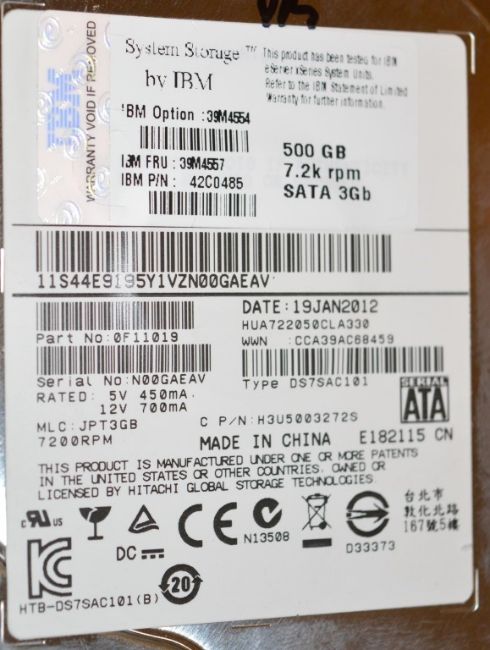 WARRANTY VOID IF REMOVED
IBM
System Storage™
by IBM
This product has been tested for IBM
eServer xSeries System Units.
Refer to the IBM Statement of Limited
Warranty for further information.
IBM Option :39M4554
IBM FRU :39M4557
IBM P/N: 42C0485
500 GB
7.2k rpm
SATA 3Gb
11S44E9195Y1VZN00GAEAV
DATE:19JAN2012
HUA722050CLA330
WWN :CCA39AC68459
Part No:0F11019
Serial No:N00GAEAV
Type DS7SAC101
RATED: 5V 450mA,
12V 700mA
SERIAL
ATA
MLC:JPT3GB
C P/N:H3U5003272S
7200RPM
MADE IN CHINA
E182115 CN
THIS PRODUCT IS MANUFACTURED UNDER ONE OR MORE PATENTS
IN THE UNITED STATES OR OTHER COUNTRIES, OWNED OR
LICENSED BY HITACHI GLOBAL STORAGE TECHNOLOGIES.
c RU US
CE
N13508
D33373
台北市
敦化北路
167號5樓
DC
KC
20
HTB-DS7SAC101(B)